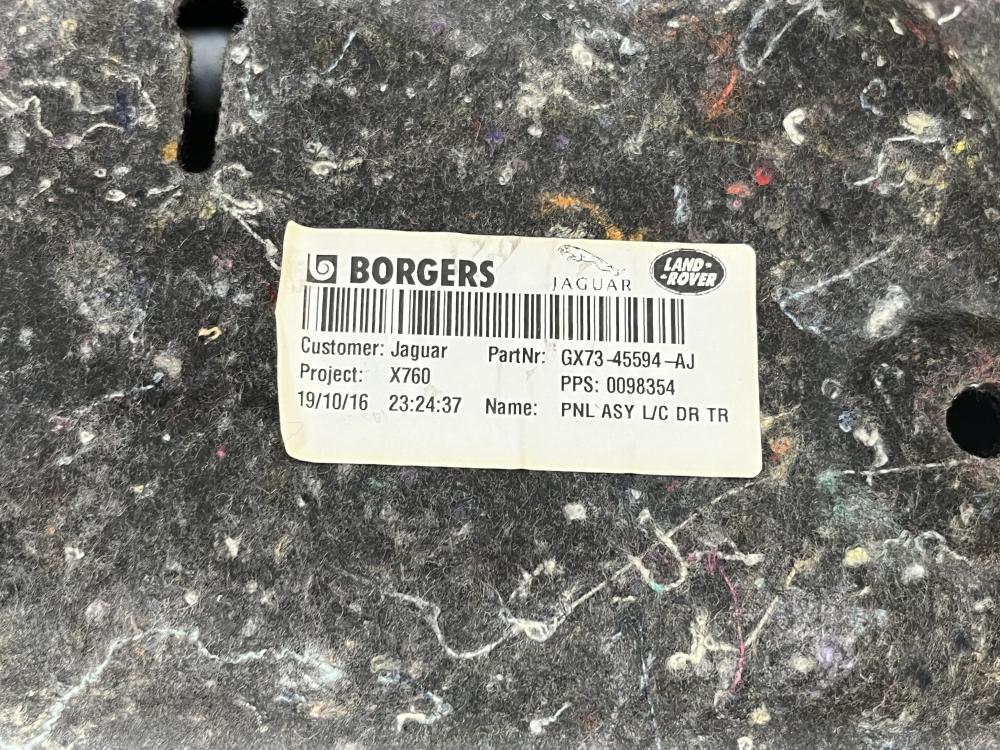 BORGERS
JAGUAR
LAND-
-ROVER
Customer: Jaguar PartNr: GX73-45594-AJ
Project: X760 PPS: 0098354
19/10/16 23:24:37 Name: PNL ASY L/C DR TR